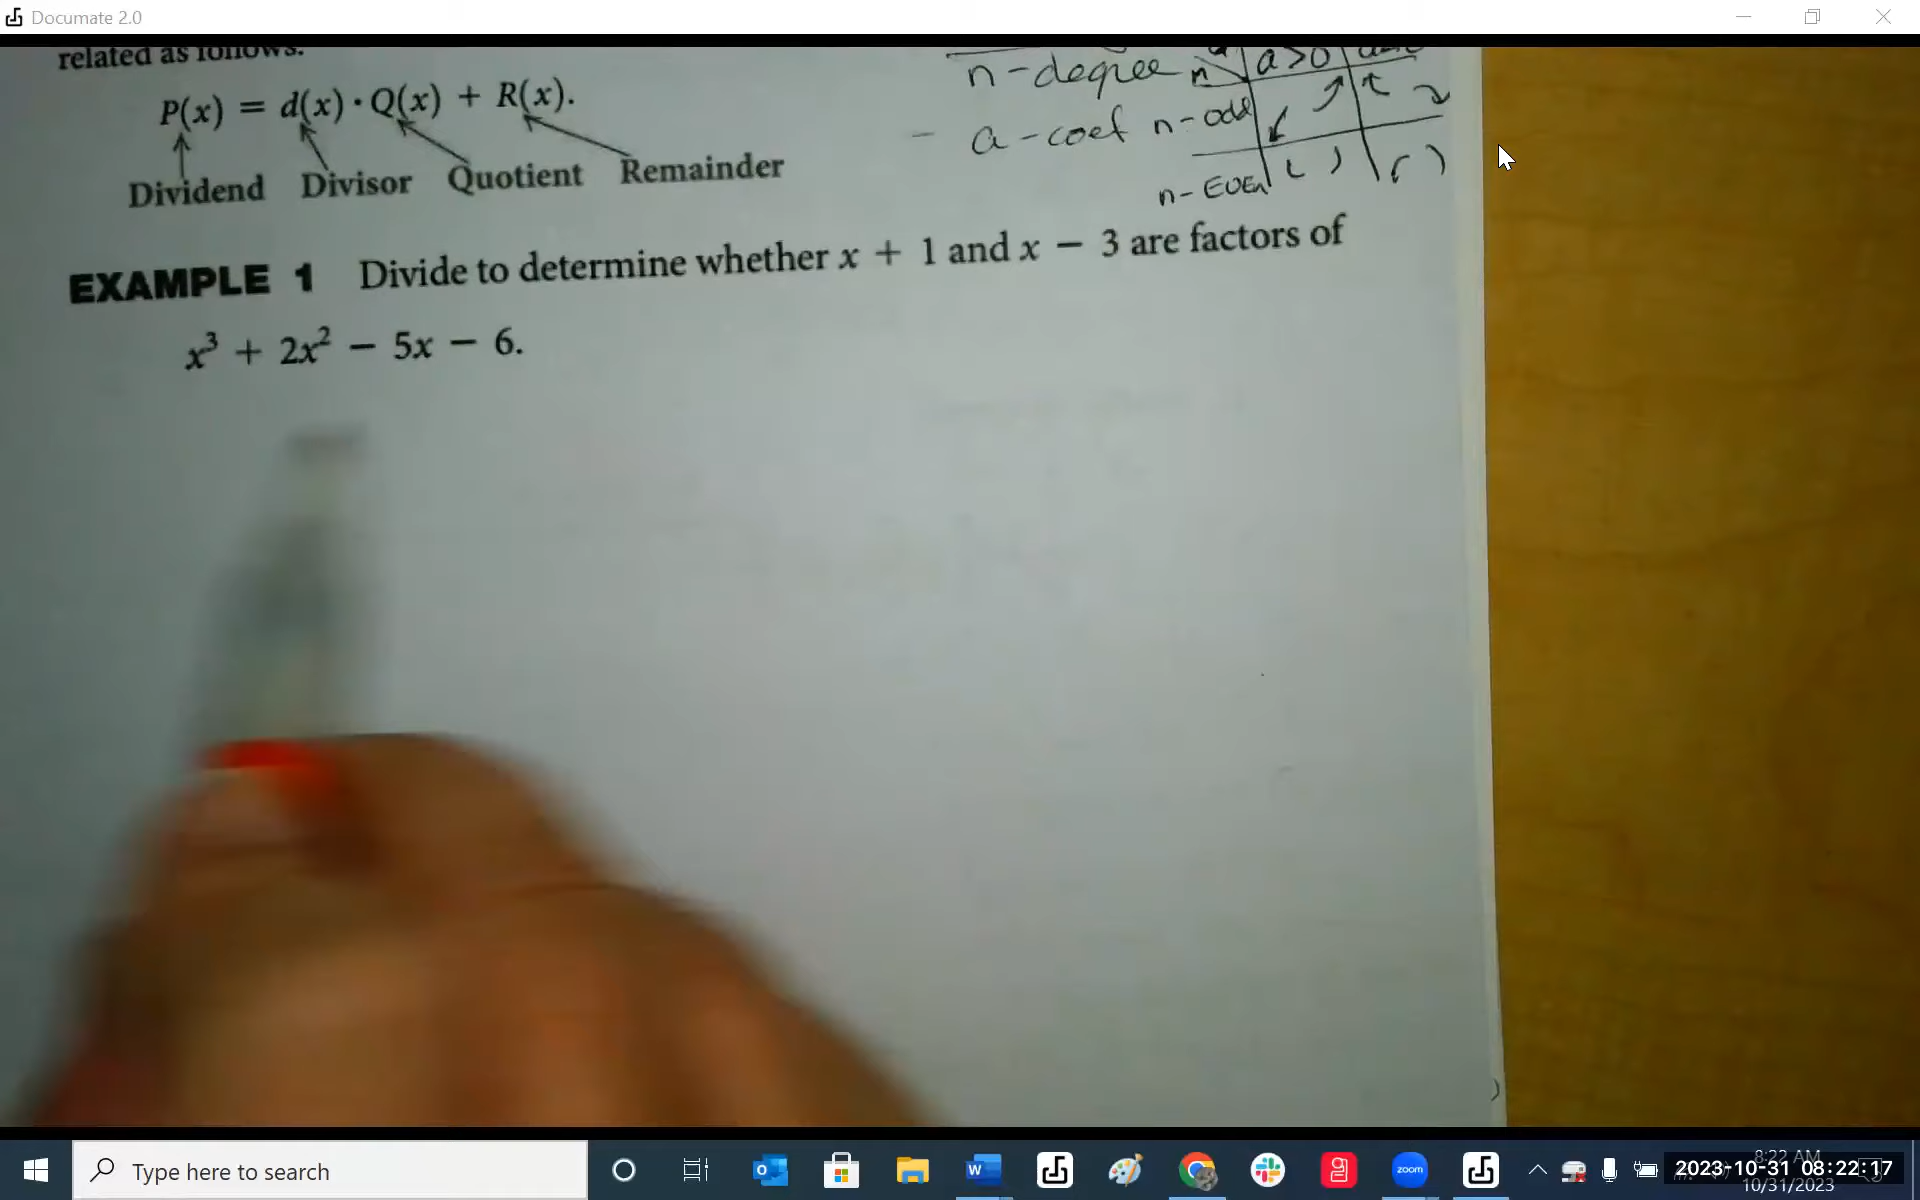 Documate 2.0
related as follows.
P(x) = d(x) · Q(x) + R(x).
Dividend Divisor Quotient Remainder
n-degree n a>0
a-coef n-odd
n-EVEN
EXAMPLE 1 Divide to determine whether x + 1 and x − 3 are factors of
x³ + 2x² − 5x − 6.
Type here to search
zoom
8:22 AM
2023-10-31 08:22:17
10/31/2023